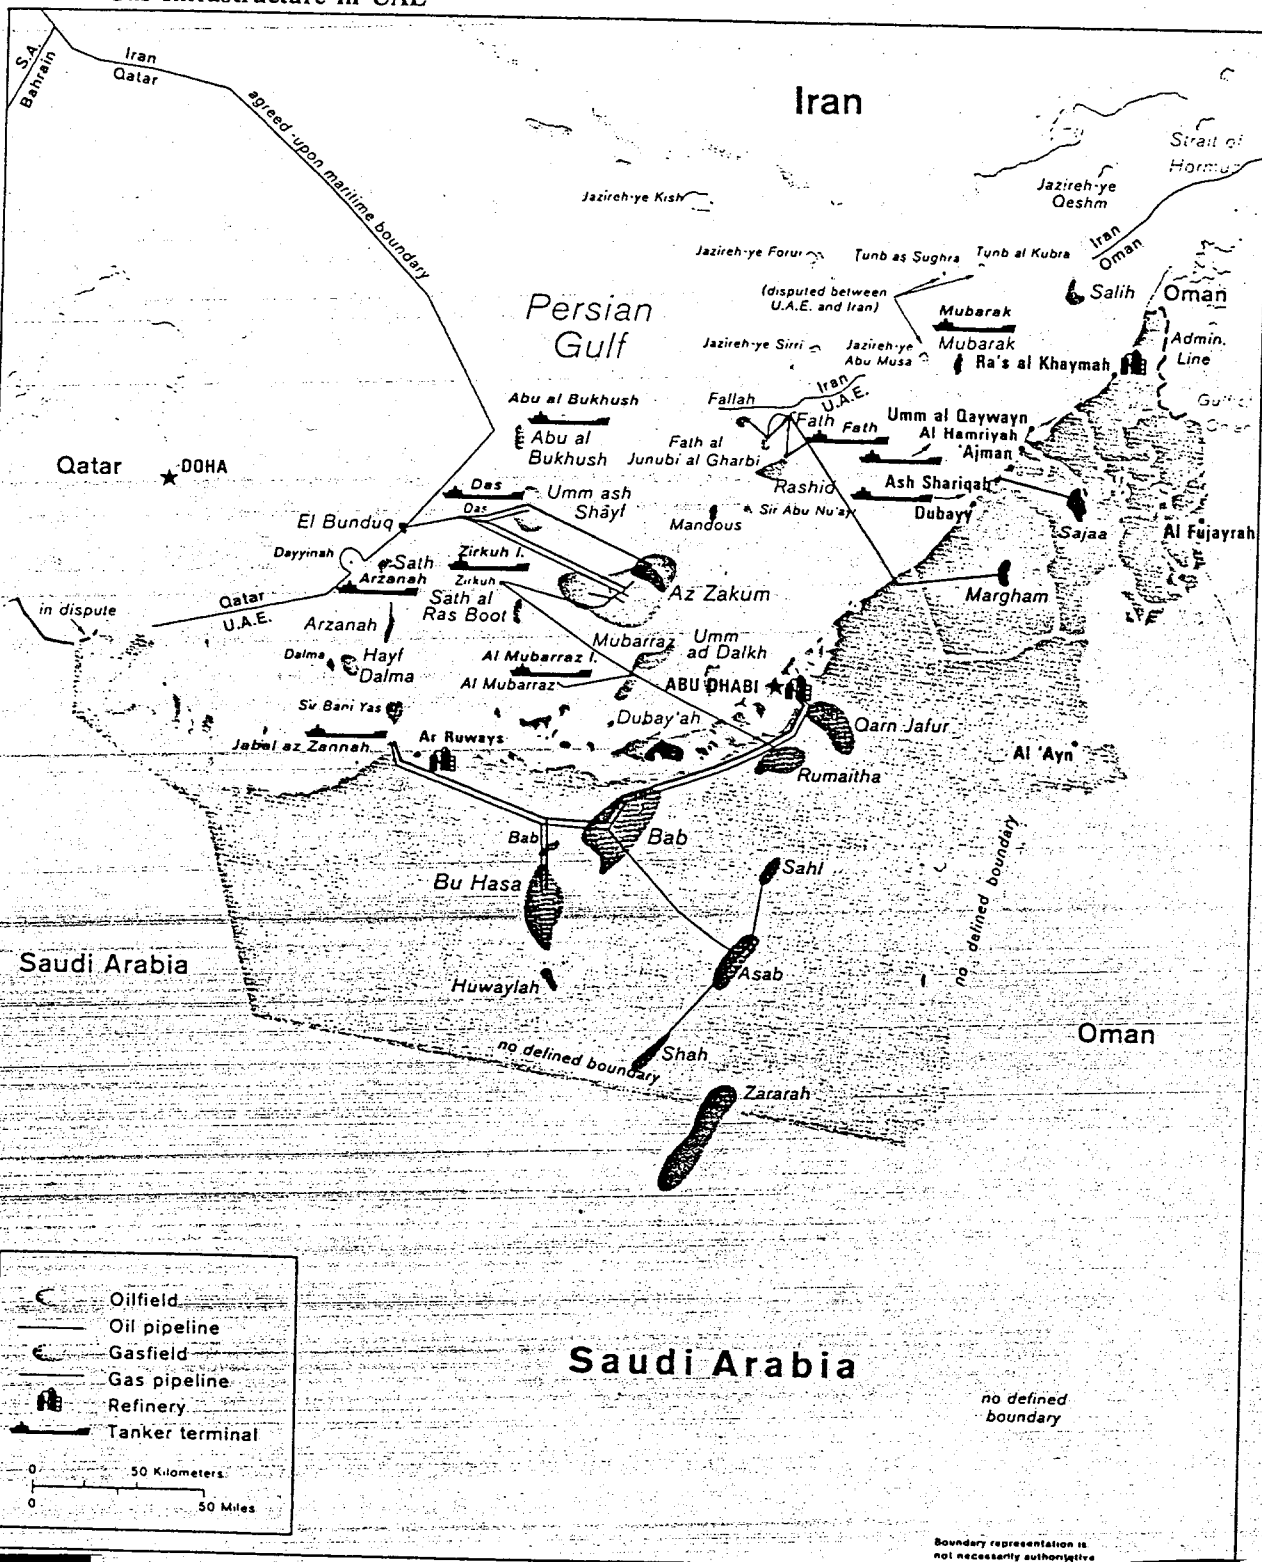 Infrastructure in UAE
S.A.
Bahrain
Iran
Qatar
agreed-upon maritime boundary
Iran
Strait of
Hormuz
Jazireh-ye
Qeshm
Jazireh-ye Kish
Iran
Oman
Jazireh-ye Forur
Tunb as Sughra
Tunb al Kubra
(disputed between
U.A.E. and Iran)
Salih
Oman
Persian
Gulf
Mubarak
Mubarak
Admin.
Line
Jazireh-ye Sirri
Jazireh-ye
Abu Musa
Ra's al Khaymah
Iran
U.A.E.
Abu al Bukhush
Fallah
Gulf of
Oman
Abu al
Bukhush
Fath
Fath
Umm al Qaywayn
Al Hamriyah
'Ajman
Fath al
Junubi al Gharbi
Qatar
DOHA
Das
Das
Umm ash
Shayf
Rashid
Ash Shariqah
Mandous
Sir Abu Nu'ayr
Dubayy
Sajaa
Al Fujayrah
El Bunduq
Dayyinah
Sath
Zirkuh I.
Zirkuh
Arzanah
Az Zakum
Margham
in dispute
Qatar
U.A.E.
Sath al
Ras Boot
Arzanah
Mubarraz
Umm
ad Dalkh
Dalma
Hayf
Dalma
Al Mubarraz I.
Al Mubarraz
ABU DHABI
Sir Bani Yas
Dubay'ah
Qarn Jafur
Jabal az Zannah
Ar Ruways
Al 'Ayn
Rumaitha
Bab
Bab
Bu Hasa
Sahl
no defined boundary
Saudi Arabia
Huwaylah
Asab
Oman
no defined boundary
Shah
Zararah
Oilfield
Oil pipeline
Gasfield
Gas pipeline
Refinery
Tanker terminal
0 50 Kilometers
0 50 Miles
Saudi Arabia
no defined
boundary
Boundary representation is
not necessarily authoritative